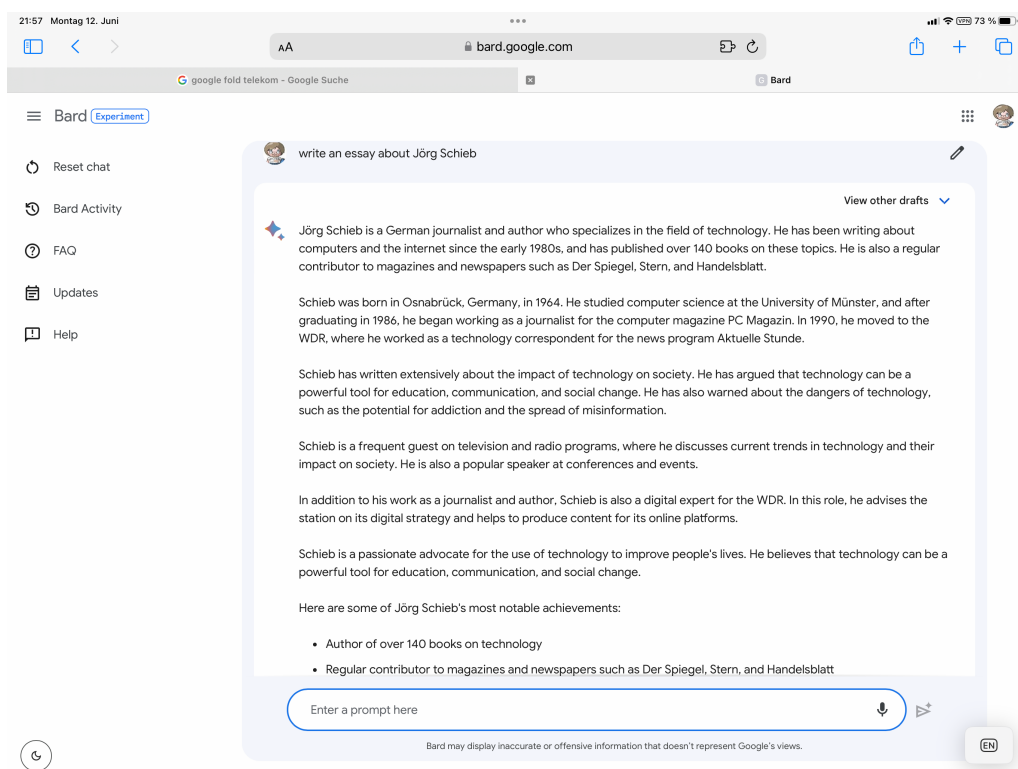 21:57 Montag 12. Juni
VPN 73 %
AA bard.google.com
G google fold telekom - Google Suche
G Bard
Bard Experiment
write an essay about Jörg Schieb
Reset chat
Bard Activity
FAQ
Updates
Help
View other drafts
Jörg Schieb is a German journalist and author who specializes in the field of technology. He has been writing about
computers and the internet since the early 1980s, and has published over 140 books on these topics. He is also a regular
contributor to magazines and newspapers such as Der Spiegel, Stern, and Handelsblatt.
Schieb was born in Osnabrück, Germany, in 1964. He studied computer science at the University of Münster, and after
graduating in 1986, he began working as a journalist for the computer magazine PC Magazin. In 1990, he moved to the
WDR, where he worked as a technology correspondent for the news program Aktuelle Stunde.
Schieb has written extensively about the impact of technology on society. He has argued that technology can be a
powerful tool for education, communication, and social change. He has also warned about the dangers of technology,
such as the potential for addiction and the spread of misinformation.
Schieb is a frequent guest on television and radio programs, where he discusses current trends in technology and their
impact on society. He is also a popular speaker at conferences and events.
In addition to his work as a journalist and author, Schieb is also a digital expert for the WDR. In this role, he advises the
station on its digital strategy and helps to produce content for its online platforms.
Schieb is a passionate advocate for the use of technology to improve people's lives. He believes that technology can be a
powerful tool for education, communication, and social change.
Here are some of Jörg Schieb's most notable achievements:
• Author of over 140 books on technology
• Regular contributor to magazines and newspapers such as Der Spiegel, Stern, and Handelsblatt
Enter a prompt here
Bard may display inaccurate or offensive information that doesn't represent Google's views.
EN